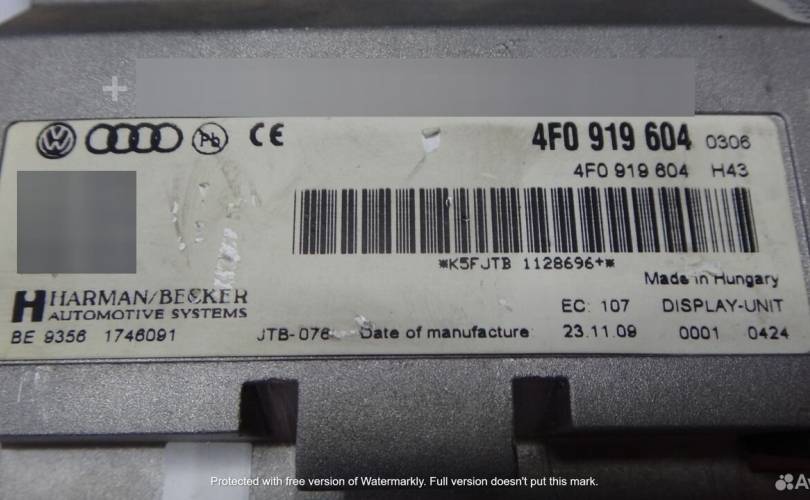 Pb CE 4F0 919 604 0306
4F0 919 604 H43
*K5FJTB 1128696+*
Made in Hungary
HARMAN/BECKER
AUTOMOTIVE SYSTEMS
EC: 107 DISPLAY-UNIT
BE 9356 1746091 JTB-076 Date of manufacture: 23.11.09 0001 0424
Protected with free version of Watermarkly. Full version doesn't put this mark.